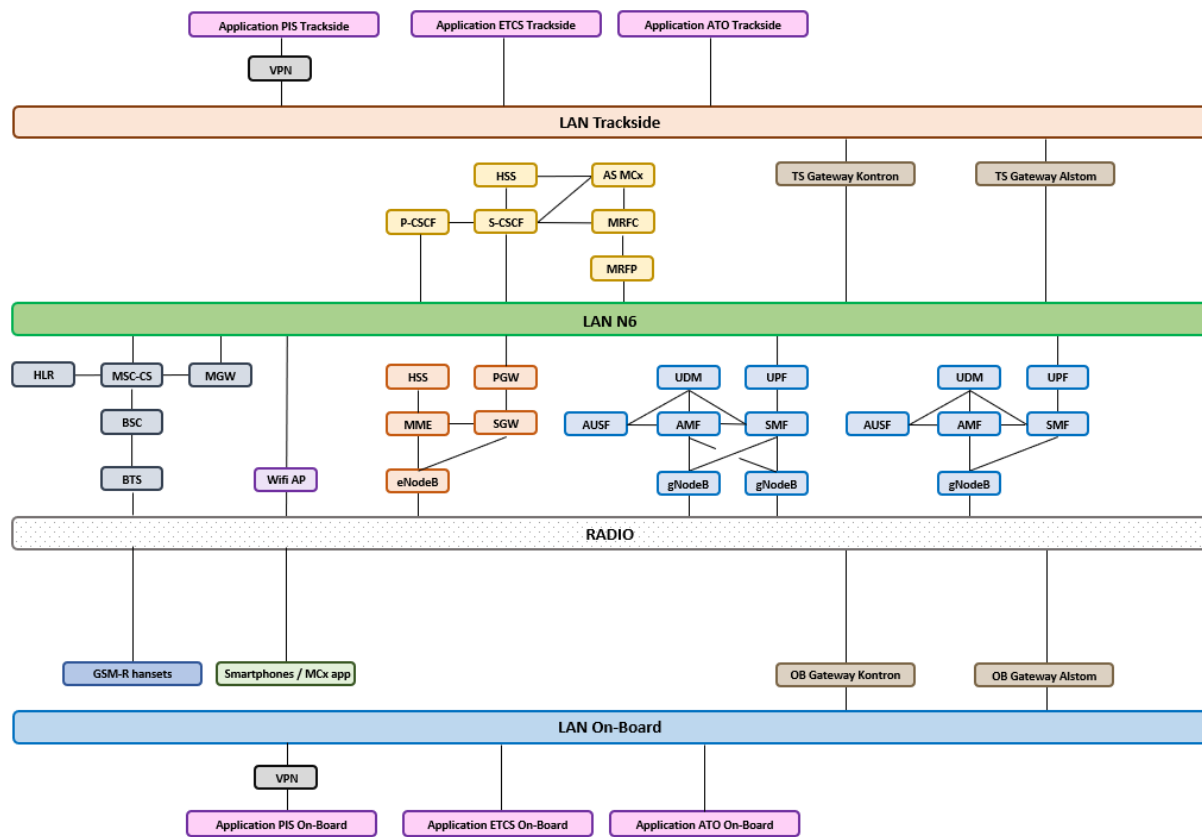 Application PIS Trackside
Application ETCS Trackside
Application ATO Trackside
VPN
LAN Trackside
HSS
AS MCx
TS Gateway Kontron
TS Gateway Alstom
P-CSCF
S-CSCF
MRFC
MRFP
LAN N6
HLR
MSC-CS
MGW
HSS
PGW
UDM
UPF
UDM
UPF
BSC
MME
SGW
AUSF
AMF
SMF
AUSF
AMF
SMF
BTS
Wifi AP
eNodeB
gNodeB
gNodeB
gNodeB
RADIO
GSM-R hansets
Smartphones / MCx app
OB Gateway Kontron
OB Gateway Alstom
LAN On-Board
VPN
Application PIS On-Board
Application ETCS On-Board
Application ATO On-Board